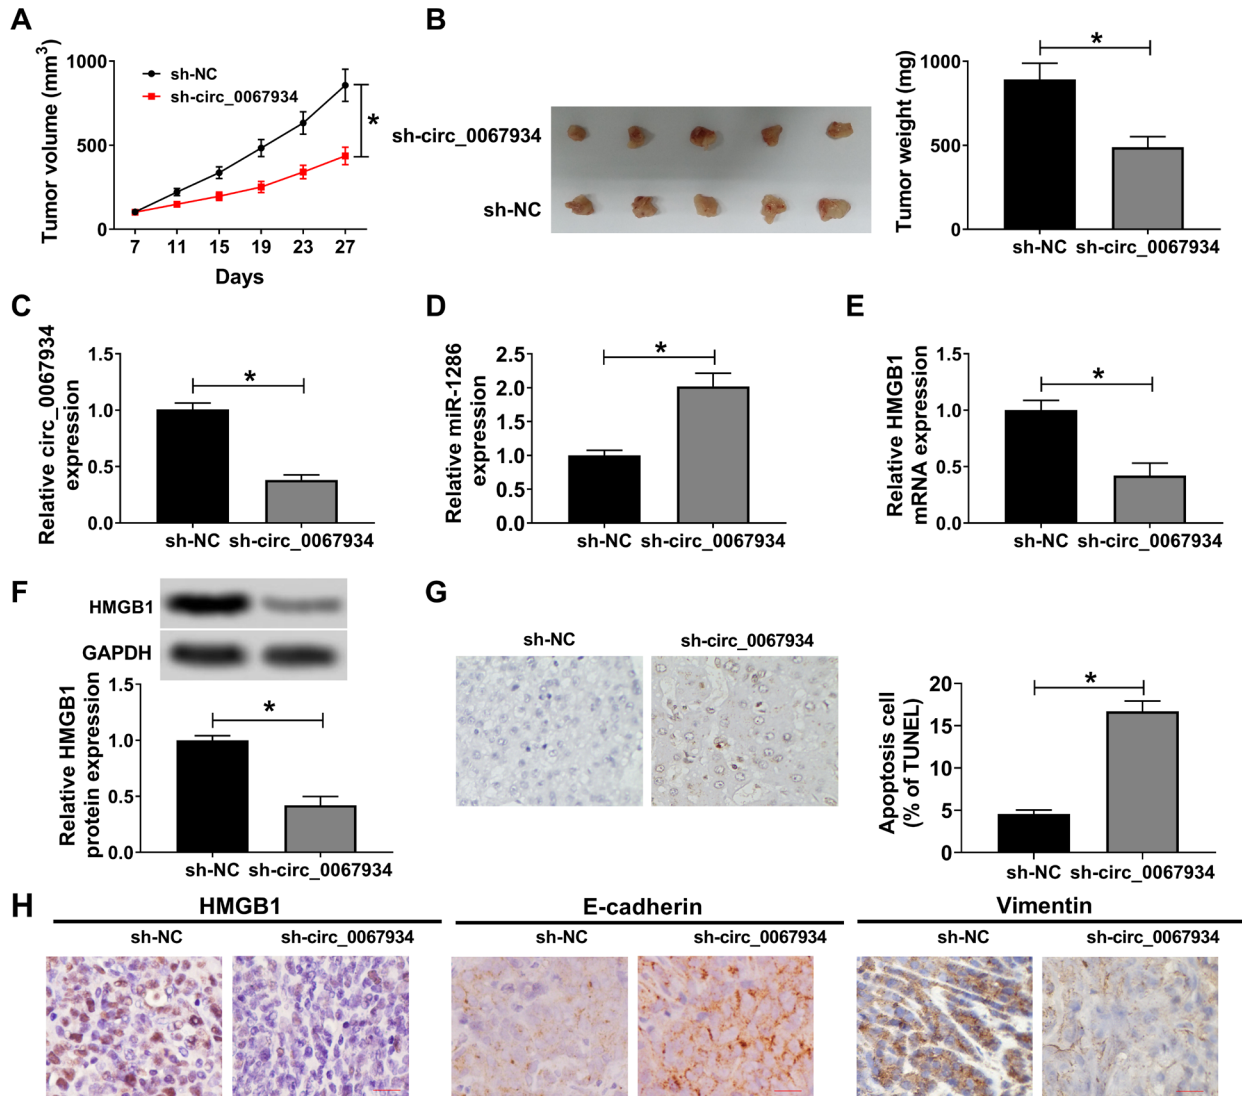 A
Tumor volume (mm3)
1000
500
0
sh-NC
sh-circ_0067934
*
7 11 15 19 23 27
Days
B
sh-circ_0067934
sh-NC
Tumor weight (mg)
1000
500
0
*
sh-NC sh-circ_0067934
C
Relative circ_0067934
expression
1.5
1.0
0.5
0.0
*
sh-NC sh-circ_0067934
D
Relative miR-1286
expression
2.5
2.0
1.5
1.0
0.5
0.0
*
sh-NC sh-circ_0067934
E
Relative HMGB1
mRNA expression
1.5
1.0
0.5
0.0
*
sh-NC sh-circ_0067934
F
HMGB1
GAPDH
Relative HMGB1
protein expression
1.5
1.0
0.5
0.0
*
sh-NC sh-circ_0067934
G
sh-NC sh-circ_0067934
Apoptosis cell
(% of TUNEL)
20
15
10
5
0
*
sh-NC sh-circ_0067934
H
HMGB1
sh-NC sh-circ_0067934
E-cadherin
sh-NC sh-circ_0067934
Vimentin
sh-NC sh-circ_0067934